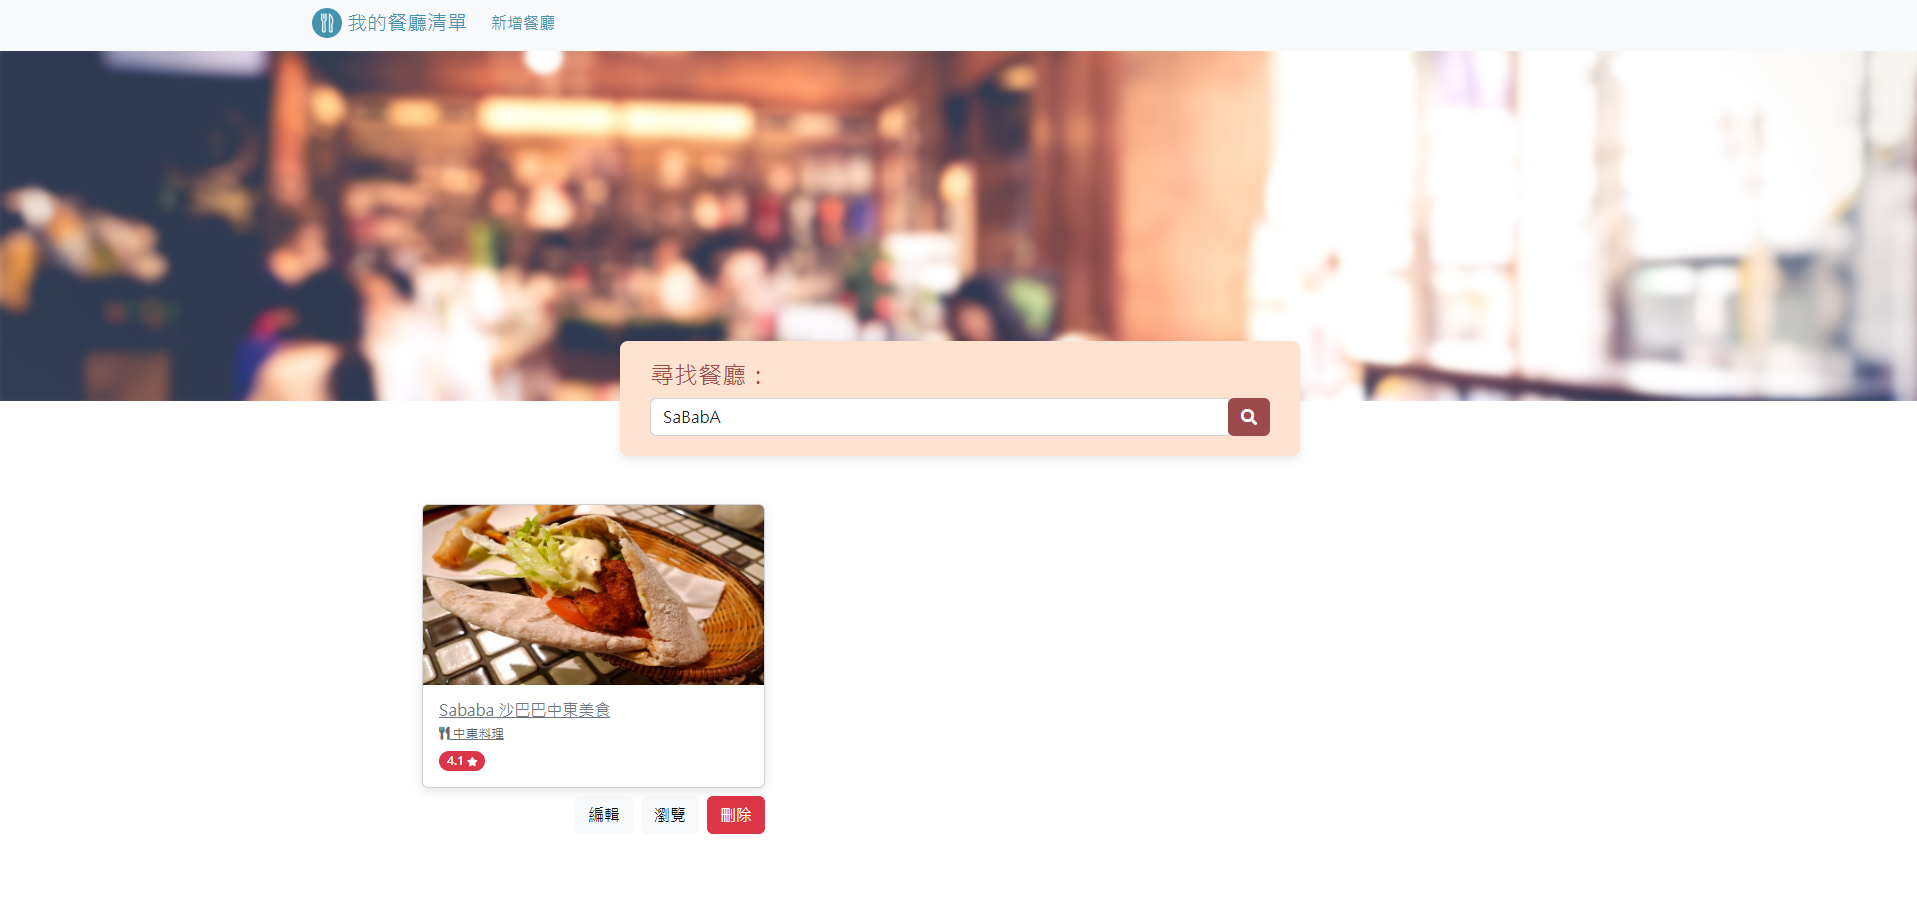 我的餐廳清單 新增餐廳
尋找餐廳：
SaBabA
Sababa 沙巴巴中東美食
中東料理
4.1
編輯 瀏覽 刪除